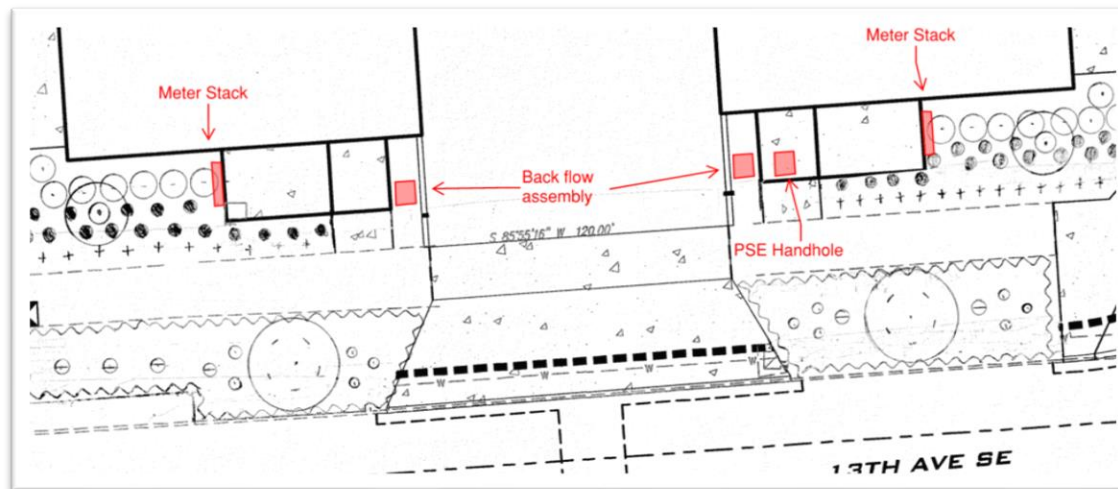 Meter Stack
Meter Stack
Back flow
assembly
S 85°55'16" W 120.00'
PSE Handhole
W W W W W
13TH AVE SE